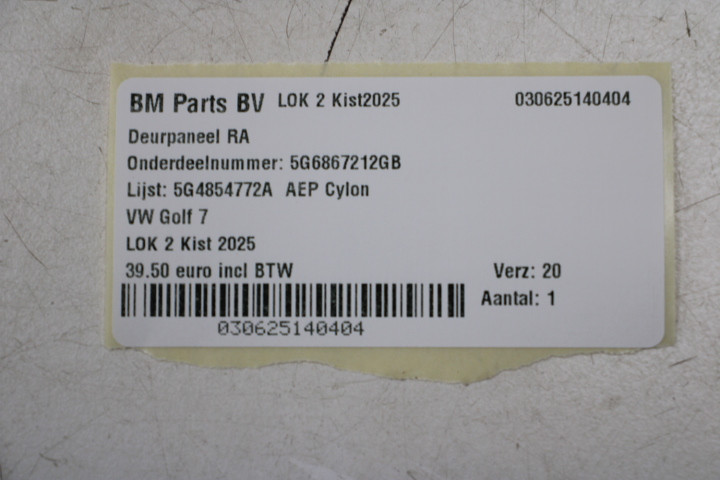 BM Parts BV LOK 2 Kist2025 030625140404
Deurpaneel RA
Onderdeelnummer: 5G6867212GB
Lijst: 5G4854772A AEP Cylon
VW Golf 7
LOK 2 Kist 2025
39.50 euro incl BTW Verz: 20
Aantal: 1
030625140404